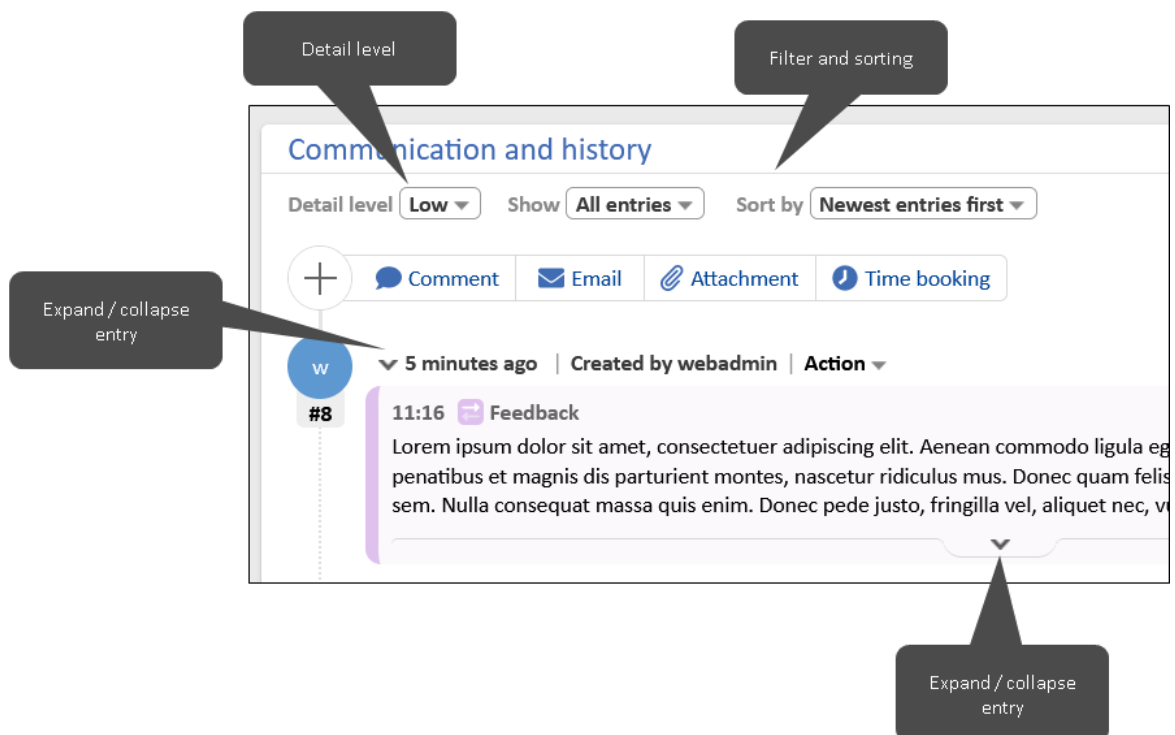 Detail level
Filter and sorting
Communication and history
Detail level Low Show All entries Sort by Newest entries first
Comment Email Attachment Time booking
Expand / collapse
entry
w 5 minutes ago | Created by webadmin | Action
#8 11:16 Feedback
Lorem ipsum dolor sit amet, consectetuer adipiscing elit. Aenean commodo ligula eg
penatibus et magnis dis parturient montes, nascetur ridiculus mus. Donec quam felis
sem. Nulla consequat massa quis enim. Donec pede justo, fringilla vel, aliquet nec, vu
Expand / collapse
entry